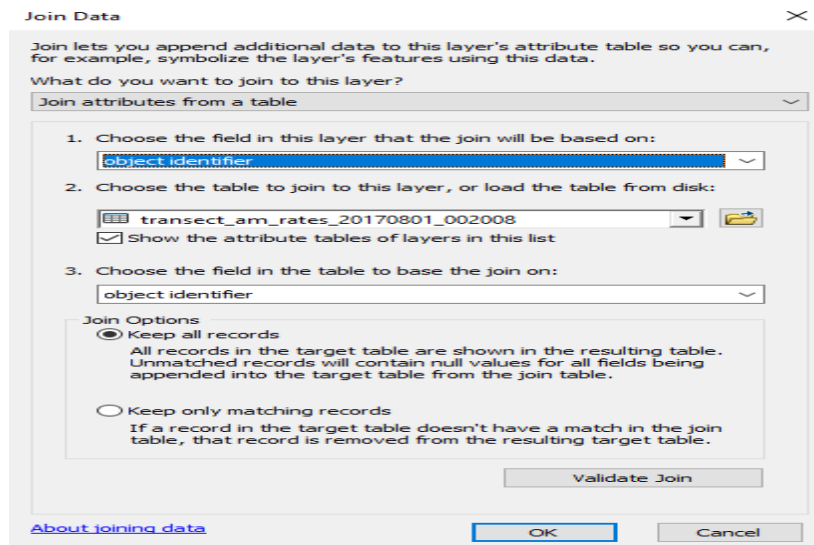 Join Data
Join lets you append additional data to this layer's attribute table so you can,
for example, symbolize the layer's features using this data.
What do you want to join to this layer?
Join attributes from a table
1. Choose the field in this layer that the join will be based on:
object identifier
2. Choose the table to join to this layer, or load the table from disk:
transect_am_rates_20170801_002008
Show the attribute tables of layers in this list
3. Choose the field in the table to base the join on:
object identifier
Join Options
Keep all records
All records in the target table are shown in the resulting table.
Unmatched records will contain null values for all fields being
appended into the target table from the join table.
Keep only matching records
If a record in the target table doesn't have a match in the join
table, that record is removed from the resulting target table.
Validate Join
About joining data
OK
Cancel